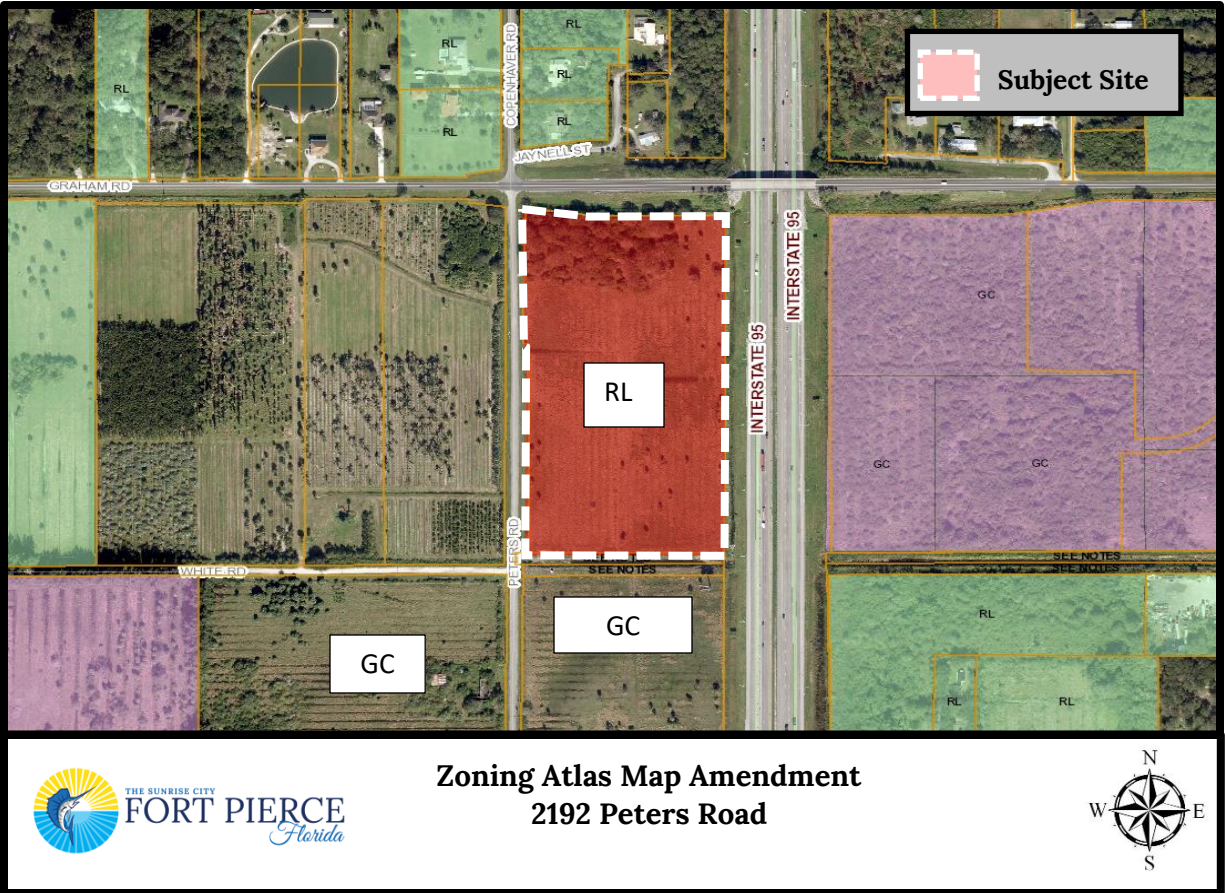 RL
RL
RL
RL
RL
RL
COPENHAVER RD
JAYNELL ST
Subject Site
GRAHAM RD
RL
INTERSTATE 95
INTERSTATE 95
GC
GC
GC
PETERS RD
WHITE RD
SEE NOTES
SEE NOTES
SEE NOTES
GC
GC
RL
RL
RL
THE SUNRISE CITY
FORT PIERCE
Florida
Zoning Atlas Map Amendment
2192 Peters Road
N
W
E
S